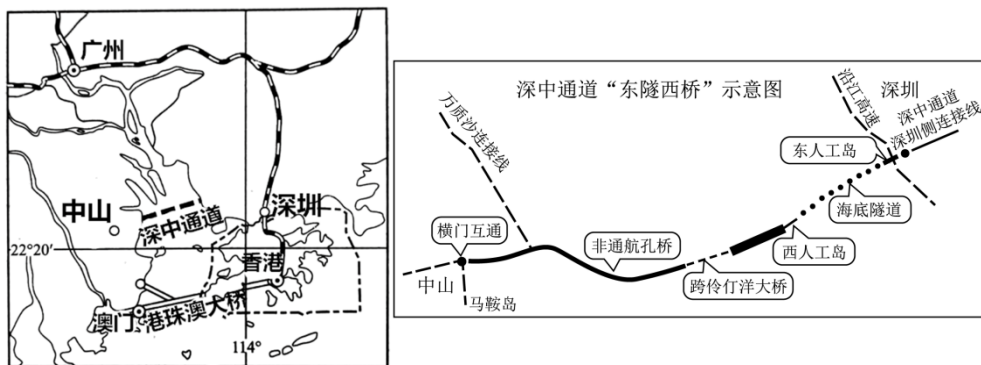 广州
中山
深中通道
深圳
22°20′
香港
澳门
港珠澳大桥
114°
深中通道“东隧西桥”示意图
万质沙连接线
沿江高速
深圳
深中通道
深圳侧连接线
东人工岛
海底隧道
西人工岛
横门互通
非通航孔桥
跨伶仃洋大桥
中山
马鞍岛